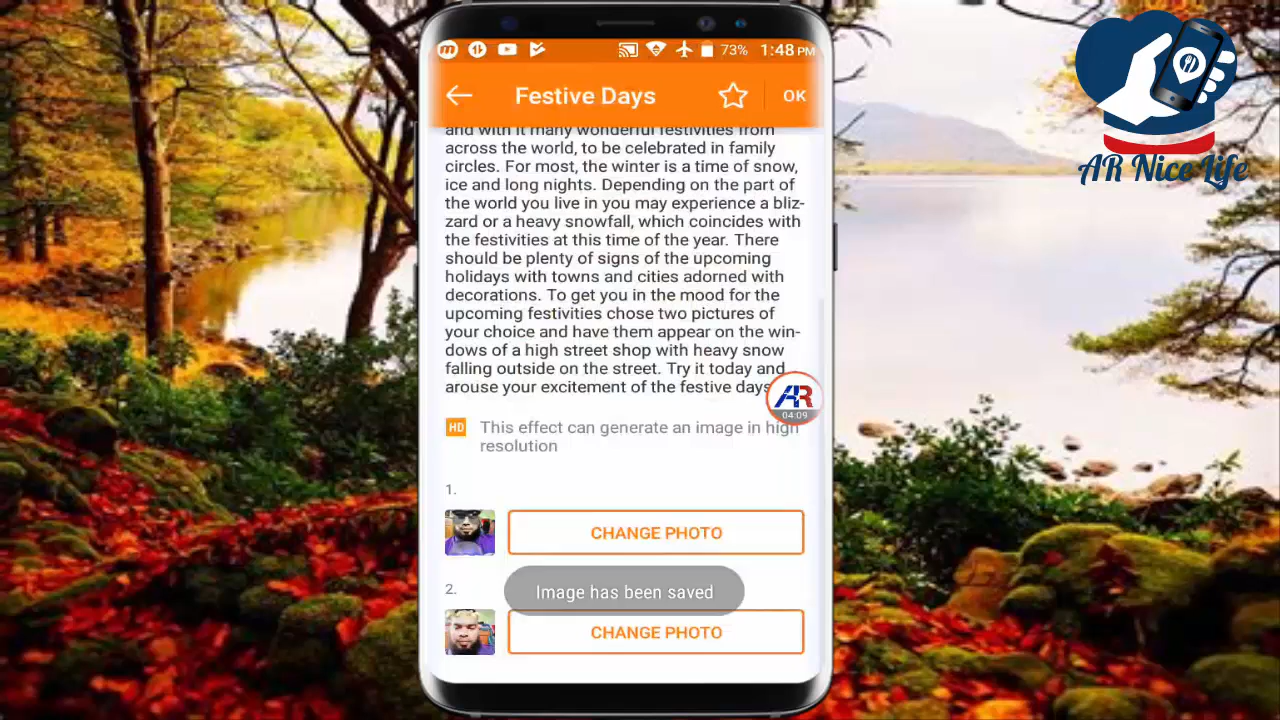 73% 1:48 PM
Festive Days
OK
and with it many wonderful festivities from
across the world, to be celebrated in family
circles. For most, the winter is a time of snow,
ice and long nights. Depending on the part of
the world you live in you may experience a bliz-
zard or a heavy snowfall, which coincides with
the festivities at this time of the year. There
should be plenty of signs of the upcoming
holidays with towns and cities adorned with
decorations. To get you in the mood for the
upcoming festivities chose two pictures of
your choice and have them appear on the win-
dows of a high street shop with heavy snow
falling outside on the street. Try it today and
arouse your excitement of the festive days
AR
04:09
HD This effect can generate an image in high
resolution
1.
CHANGE PHOTO
2.
Image has been saved
CHANGE PHOTO
AR Nice Life